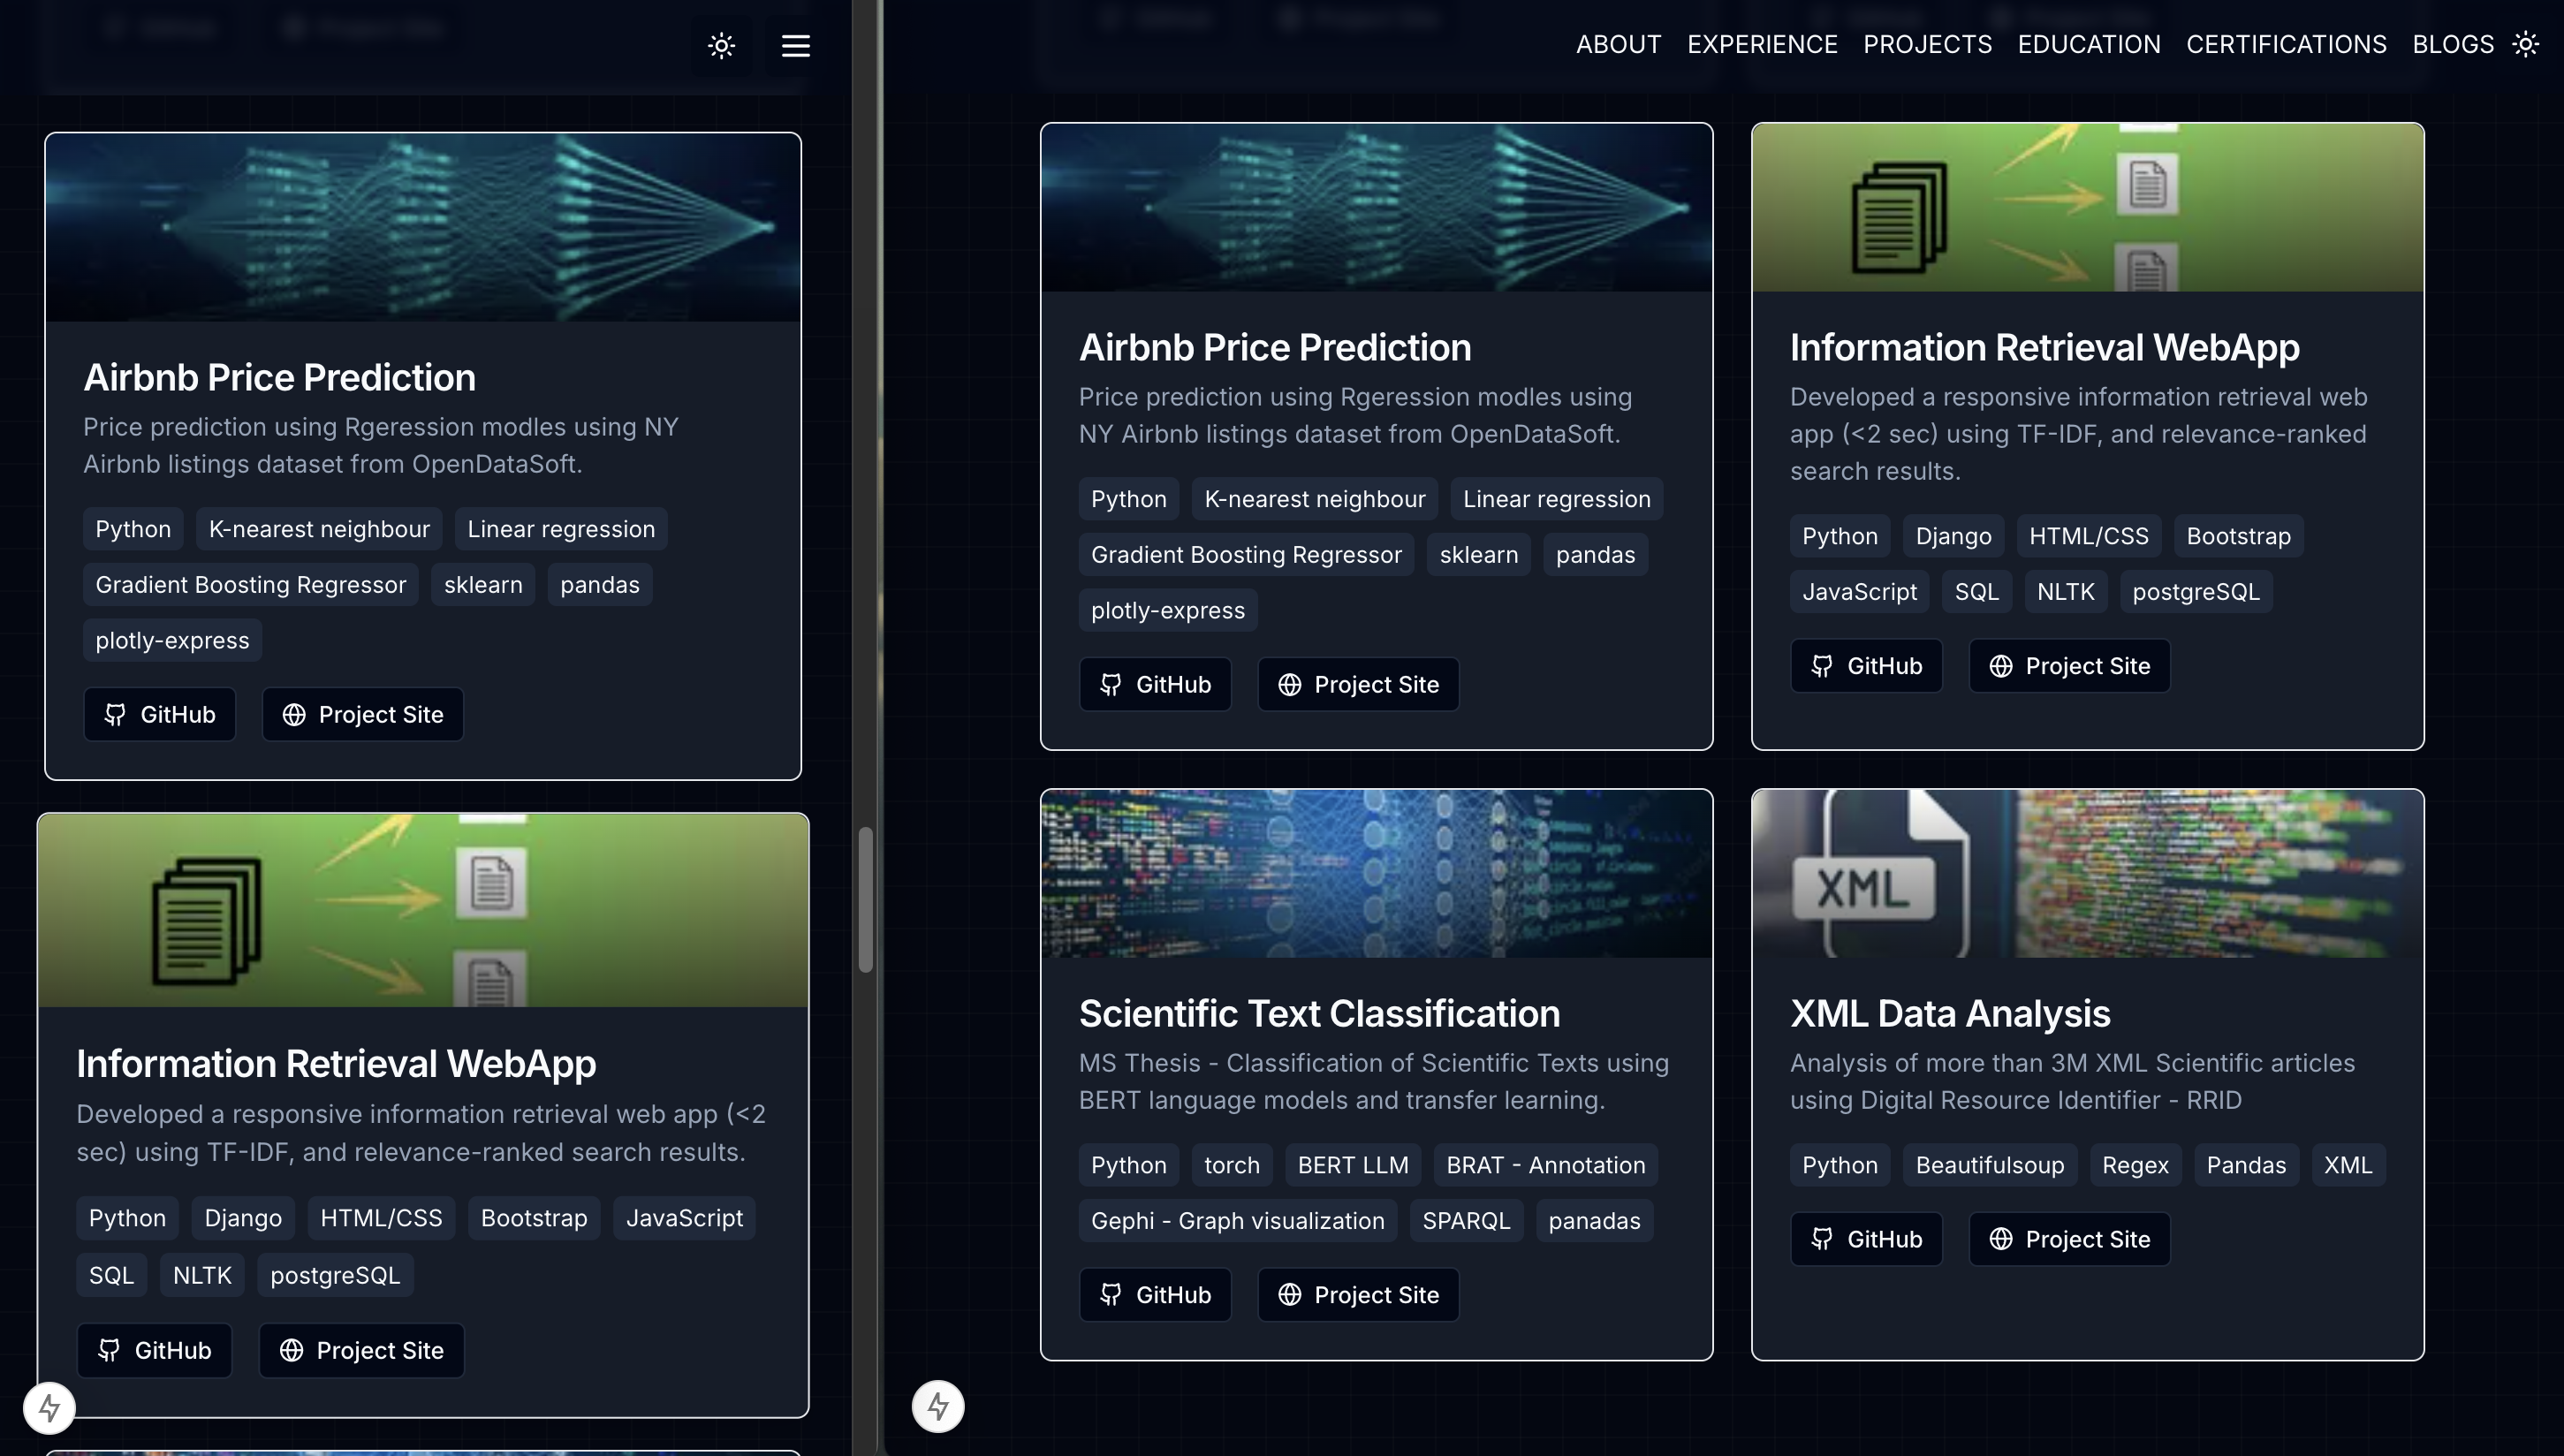 Airbnb Price Prediction
Price prediction using Rgeression modles using NY
Airbnb listings dataset from OpenDataSoft.
Python K-nearest neighbour Linear regression
Gradient Boosting Regressor sklearn pandas
plotly-express
GitHub Project Site
Information Retrieval WebApp
Developed a responsive information retrieval web app (<2
sec) using TF-IDF, and relevance-ranked search results.
Python Django HTML/CSS Bootstrap JavaScript
SQL NLTK postgreSQL
GitHub Project Site
ABOUT EXPERIENCE PROJECTS EDUCATION CERTIFICATIONS BLOGS
Airbnb Price Prediction
Price prediction using Rgeression modles using
NY Airbnb listings dataset from OpenDataSoft.
Python K-nearest neighbour Linear regression
Gradient Boosting Regressor sklearn pandas
plotly-express
GitHub Project Site
Information Retrieval WebApp
Developed a responsive information retrieval web
app (<2 sec) using TF-IDF, and relevance-ranked
search results.
Python Django HTML/CSS Bootstrap
JavaScript SQL NLTK postgreSQL
GitHub Project Site
Scientific Text Classification
MS Thesis - Classification of Scientific Texts using
BERT language models and transfer learning.
Python torch BERT LLM BRAT - Annotation
Gephi - Graph visualization SPARQL panadas
GitHub Project Site
XML
XML Data Analysis
Analysis of more than 3M XML Scientific articles
using Digital Resource Identifier - RRID
Python Beautifulsoup Regex Pandas XML
GitHub Project Site